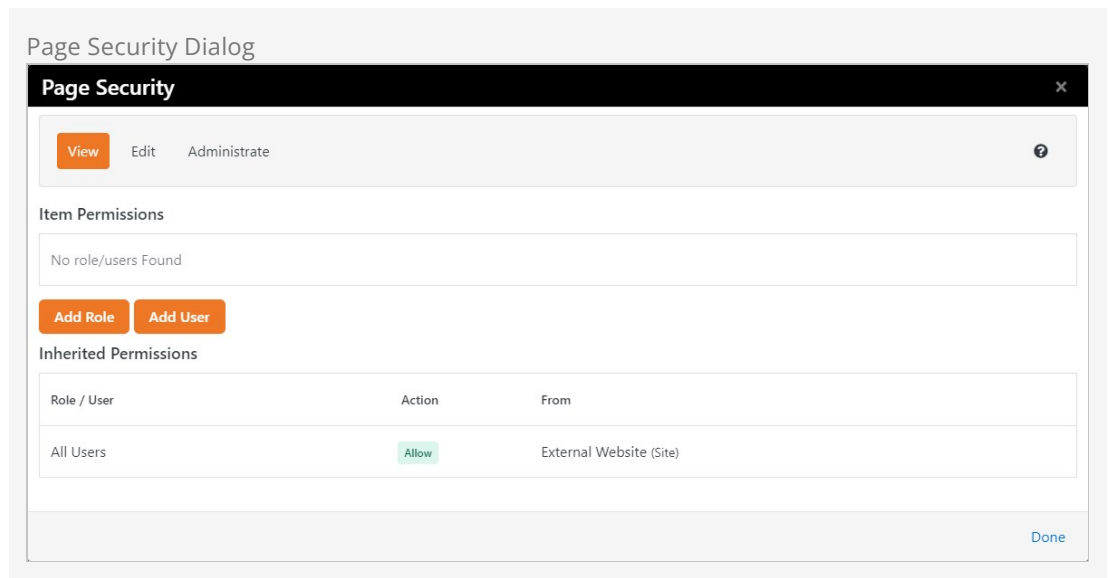 Page Security Dialog
Page Security ×
View Edit Administrate ?
Item Permissions
No role/users Found
Add Role Add User
Inherited Permissions
Role / User Action From
All Users Allow External Website (Site)
Done